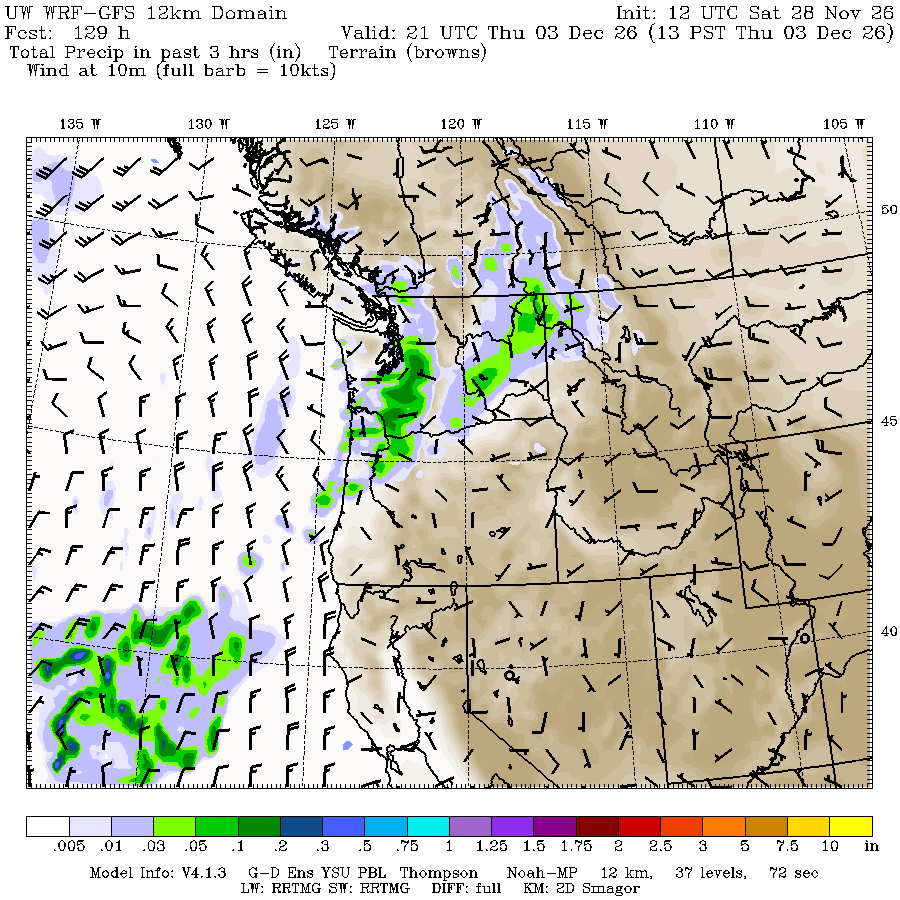 UW WRF-GFS 12km Domain Init: 12 UTC Sat 28 Nov 26
Fcst: 129 h Valid: 21 UTC Thu 03 Dec 26 (13 PST Thu 03 Dec 26)
Total Precip in past 3 hrs (in) Terrain (browns)
Wind at 10m (full barb = 10kts)
135 W 130 W 125 W 120 W 115 W 110 W 105 W
50
45
40
.005 .01 .03 .05 .1 .2 .3 .5 .75 1 1.25 1.5 1.75 2 2.5 3 5 7.5 10 in
Model Info: V4.1.3 G-D Ens YSU PBL Thompson Noah-MP 12 km, 37 levels, 72 sec
LW: RRTMG SW: RRTMG DIFF: full KM: 2D Smagor